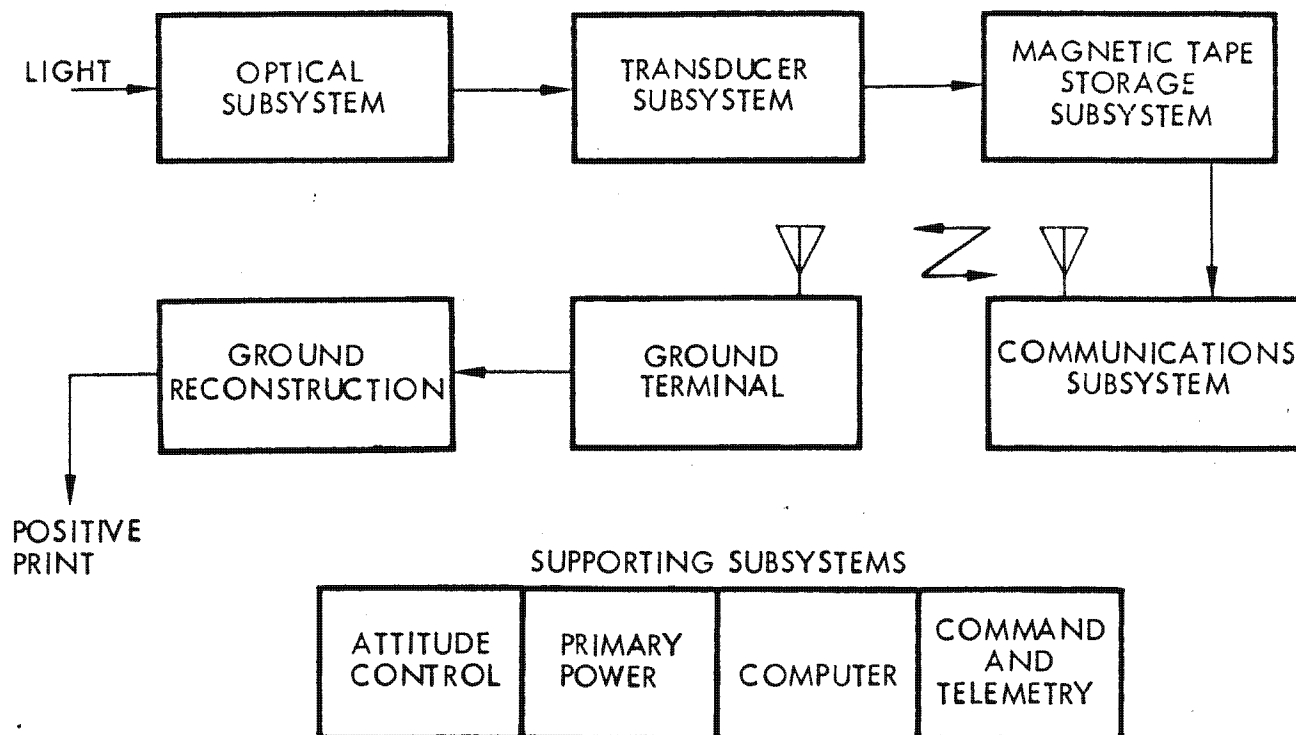 LIGHT
OPTICAL
SUBSYSTEM
TRANSDUCER
SUBSYSTEM
MAGNETIC TAPE
STORAGE
SUBSYSTEM
GROUND
RECONSTRUCTION
GROUND
TERMINAL
COMMUNICATIONS
SUBSYSTEM
POSITIVE
PRINT
SUPPORTING SUBSYSTEMS
ATTITUDE
CONTROL
PRIMARY
POWER
COMPUTER
COMMAND
AND
TELEMETRY